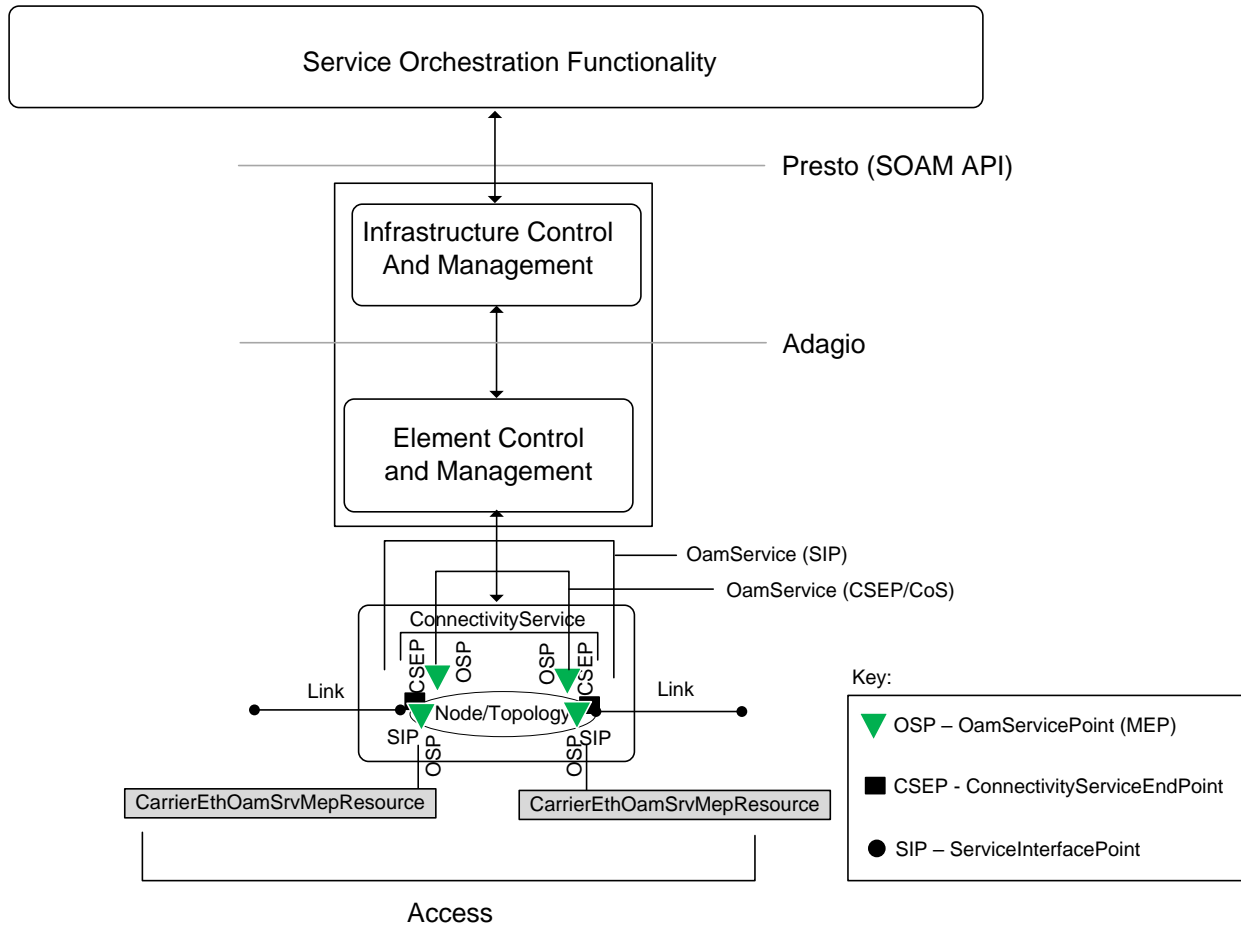 Service Orchestration Functionality
Presto (SOAM API)
Infrastructure Control
And Management
Adagio
Element Control
and Management
OamService (SIP)
OamService (CSEP/CoS)
ConnectivityService
CSEP
OSP
OSP
CSEP
Link
Node/Topology
Link
SIP
OSP
OSP
SIP
CarrierEthOamSrvMepResource
CarrierEthOamSrvMepResource
Access
Key:
OSP – OamServicePoint (MEP)
CSEP - ConnectivityServiceEndPoint
SIP – ServiceInterfacePoint